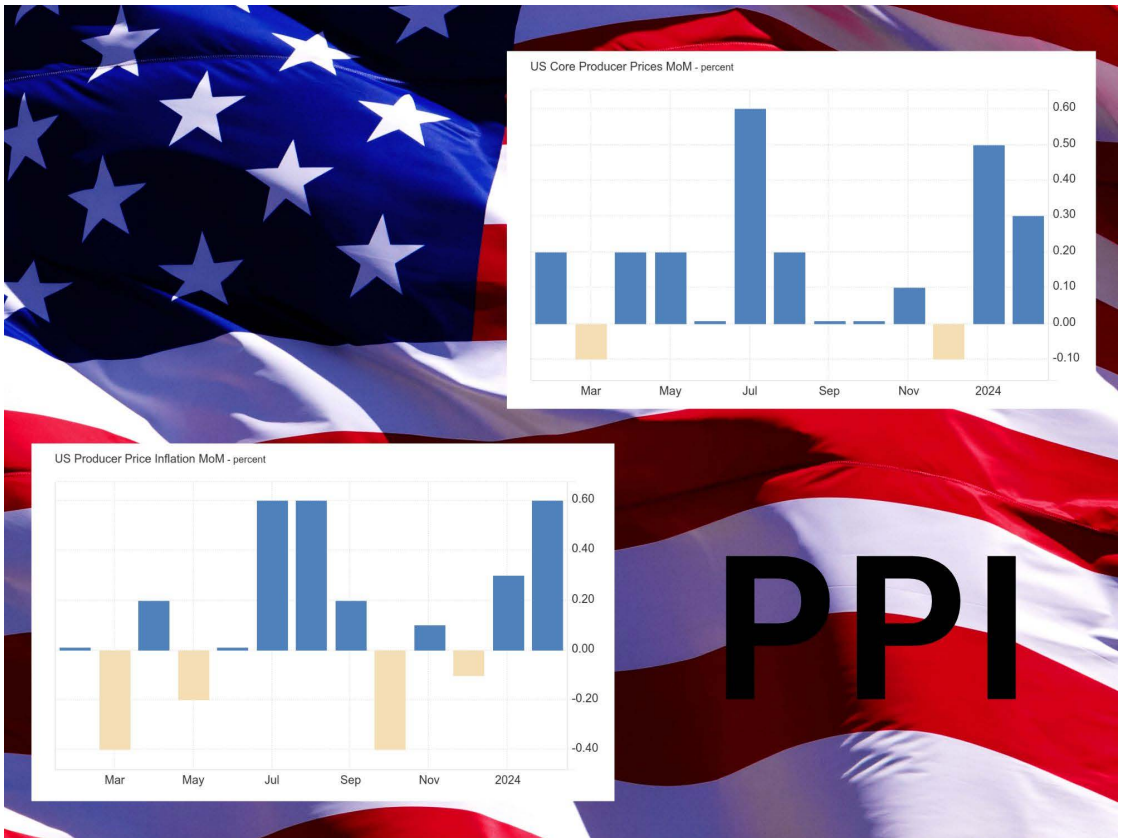 US Core Producer Prices MoM - percent
0.60
0.50
0.40
0.30
0.20
0.10
0.00
-0.10
Mar May Jul Sep Nov 2024
US Producer Price Inflation MoM - percent
0.60
0.40
0.20
0.00
-0.20
-0.40
Mar May Jul Sep Nov 2024
PPI